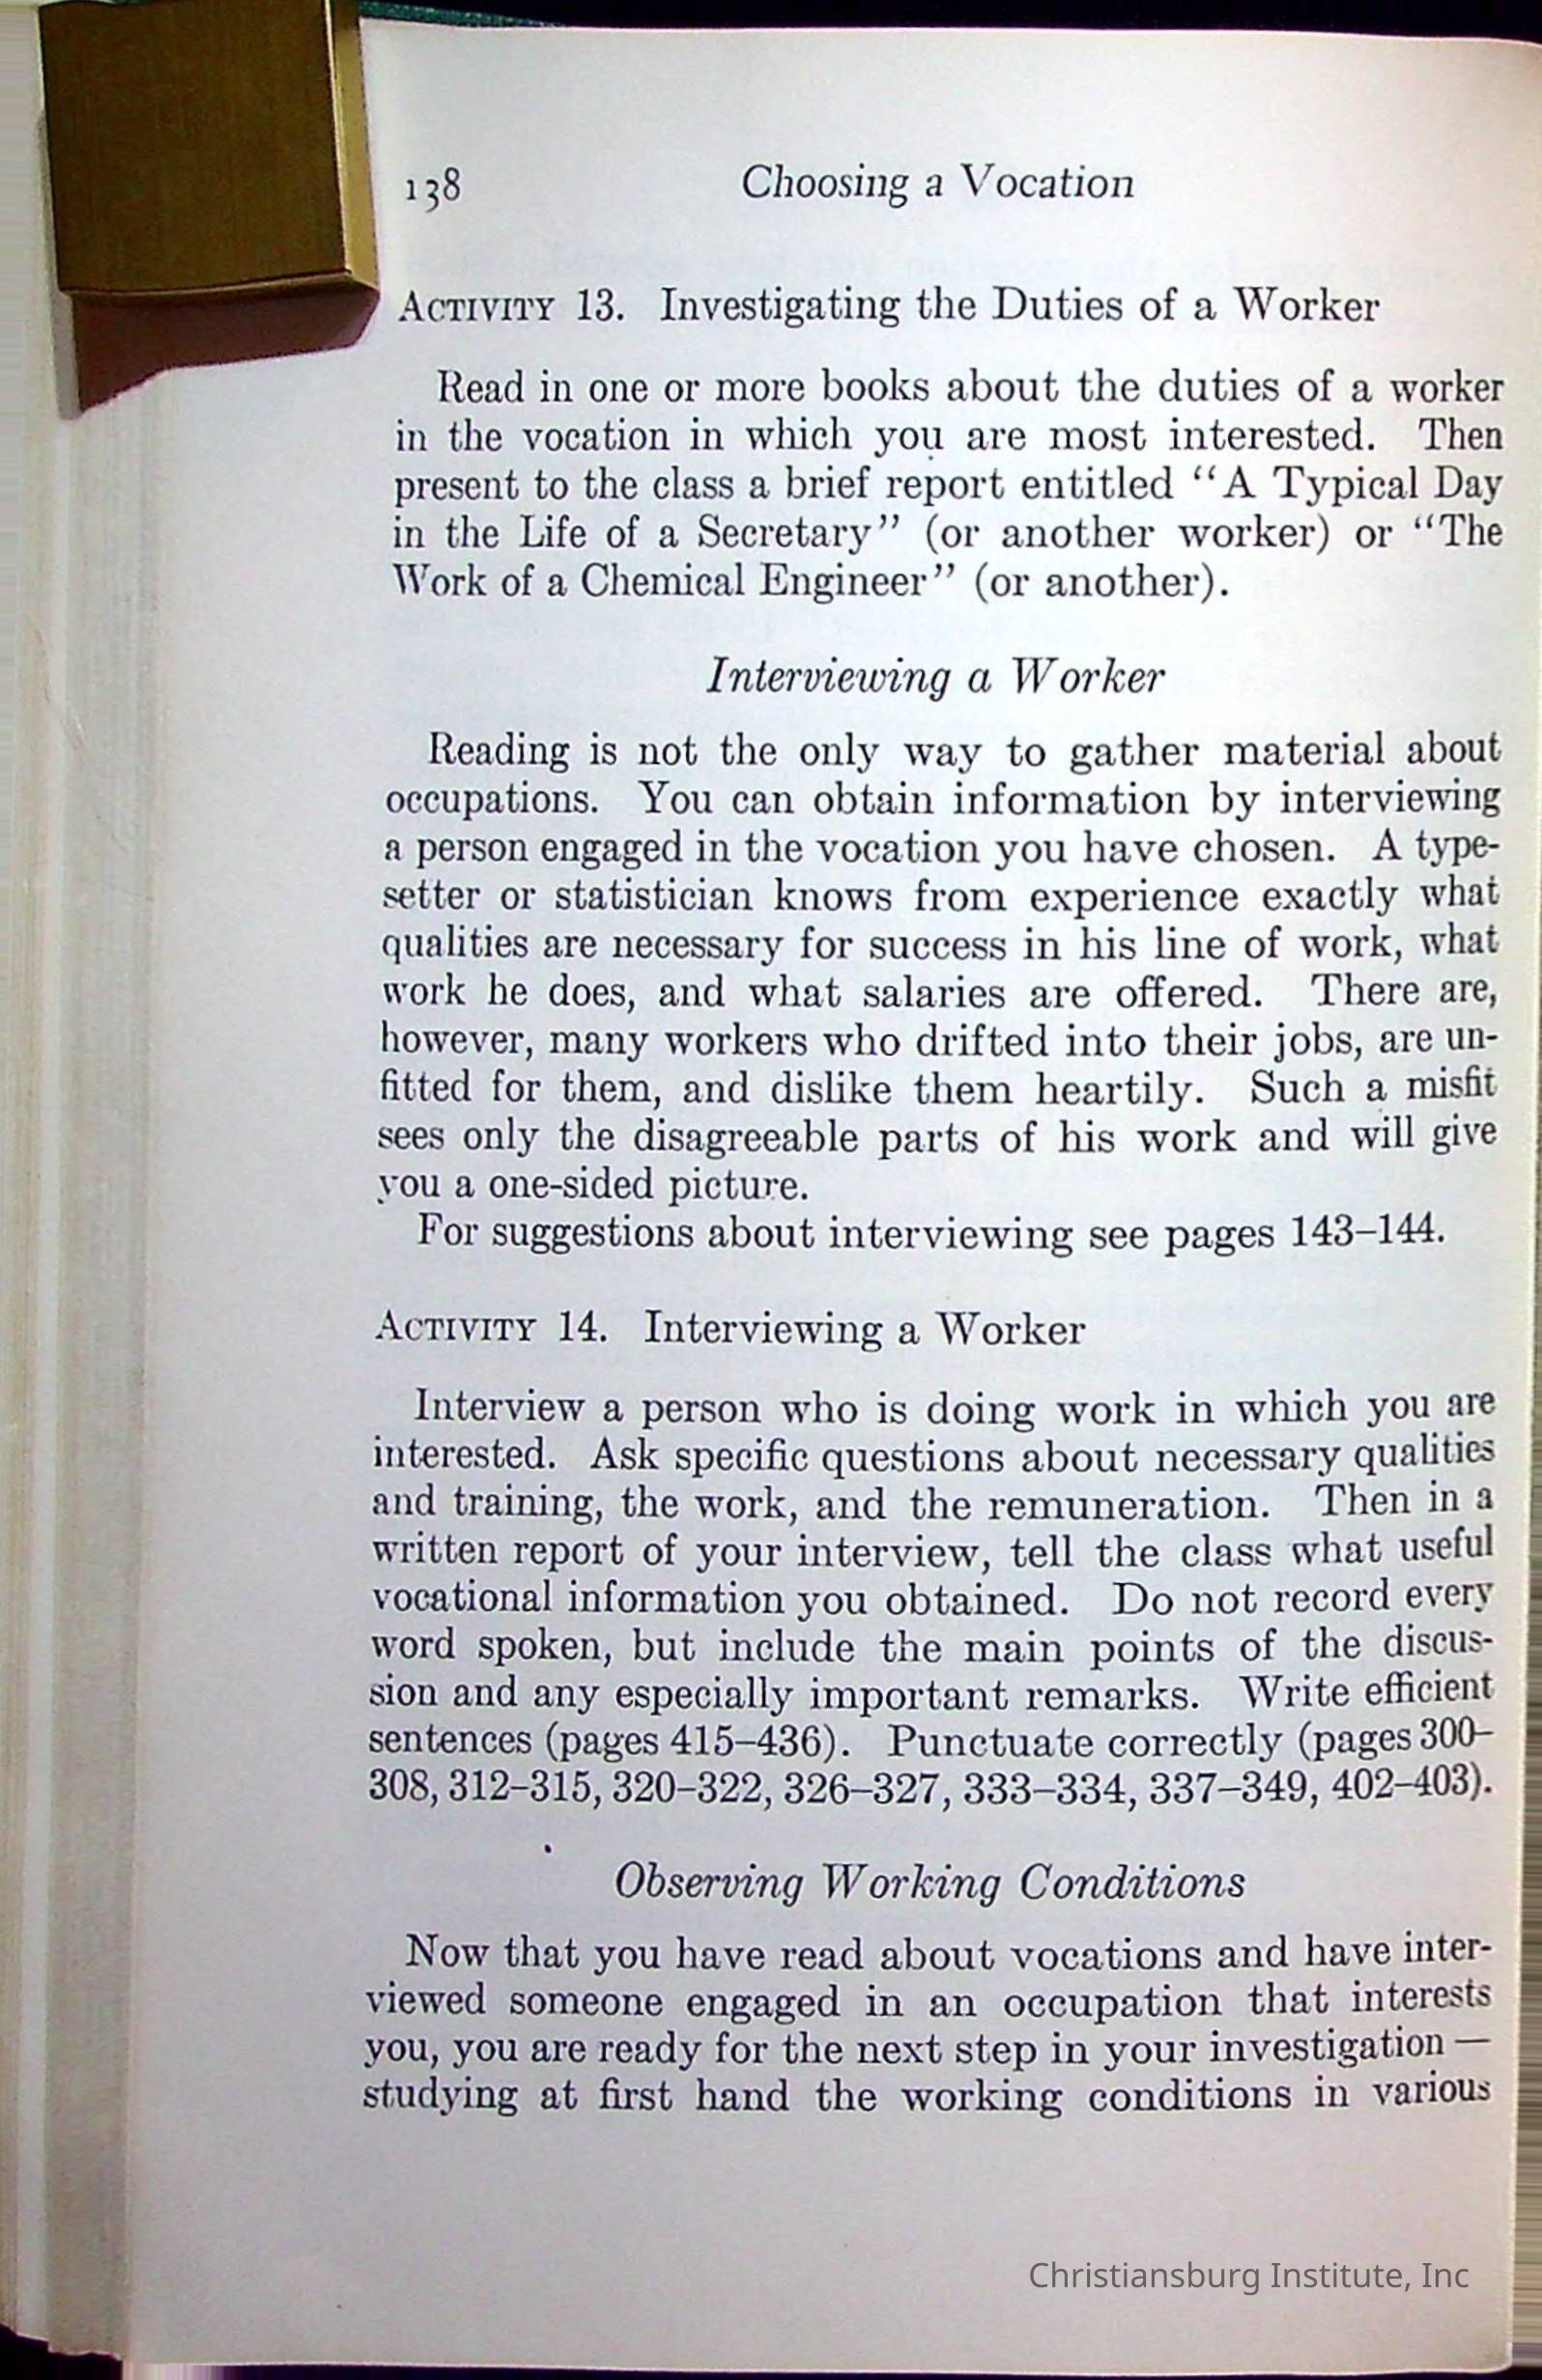 138 Choosing a Vocation
ACTIVITY 13. Investigating the Duties of a Worker
Read in one or more books about the duties of a worker
in the vocation in which you are most interested. Then
present to the class a brief report entitled “A Typical Day
in the Life of a Secretary” (or another worker) or “The
Work of a Chemical Engineer” (or another).
Interviewing a Worker
Reading is not the only way to gather material about
occupations. You can obtain information by interviewing
a person engaged in the vocation you have chosen. A type-
setter or statistician knows from experience exactly what
qualities are necessary for success in his line of work, what
work he does, and what salaries are offered. There are,
however, many workers who drifted into their jobs, are un-
fitted for them, and dislike them heartily. Such a misfit
sees only the disagreeable parts of his work and will give
you a one-sided picture.
For suggestions about interviewing see pages 143–144.
ACTIVITY 14. Interviewing a Worker
Interview a person who is doing work in which you are
interested. Ask specific questions about necessary qualities
and training, the work, and the remuneration. Then in a
written report of your interview, tell the class what useful
vocational information you obtained. Do not record every
word spoken, but include the main points of the discus-
sion and any especially important remarks. Write efficient
sentences (pages 415–436). Punctuate correctly (pages 300–
308, 312–315, 320–322, 326–327, 333–334, 337–349, 402–403).
Observing Working Conditions
Now that you have read about vocations and have inter-
viewed someone engaged in an occupation that interests
you, you are ready for the next step in your investigation —
studying at first hand the working conditions in various
Christiansburg Institute, Inc